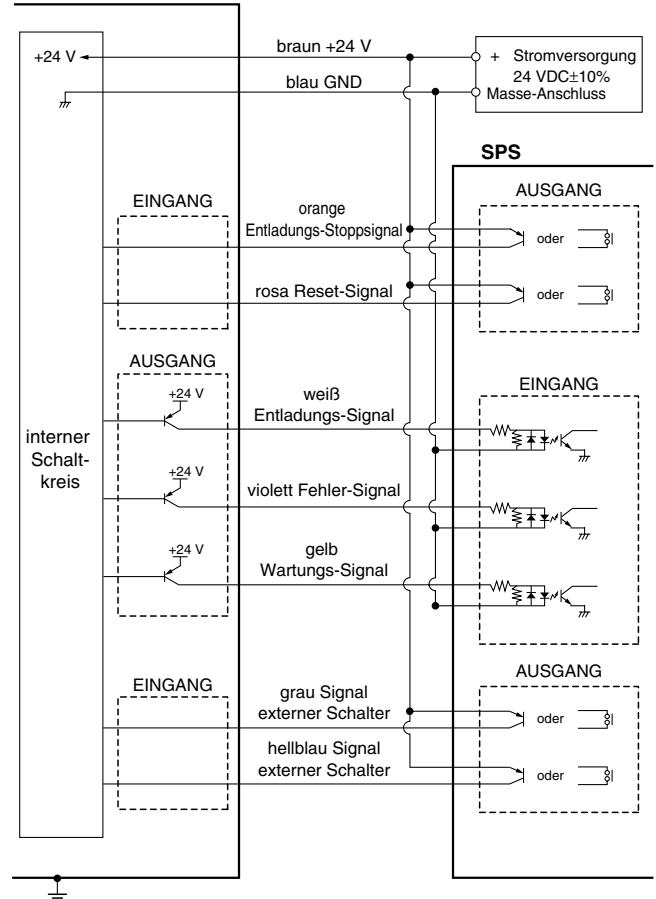 braun +24 V
+24 V
+ Stromversorgung
24 VDC±10%
blau GND
Masse-Anschluss
SPS
EINGANG
AUSGANG
orange
Entladungs-Stoppsignal
oder
rosa Reset-Signal
oder
AUSGANG
EINGANG
+24 V
weiß
Entladungs-Signal
interner
Schalt-
kreis
+24 V
violett Fehler-Signal
+24 V
gelb
Wartungs-Signal
EINGANG
AUSGANG
grau Signal
externer Schalter
oder
hellblau Signal
externer Schalter
oder